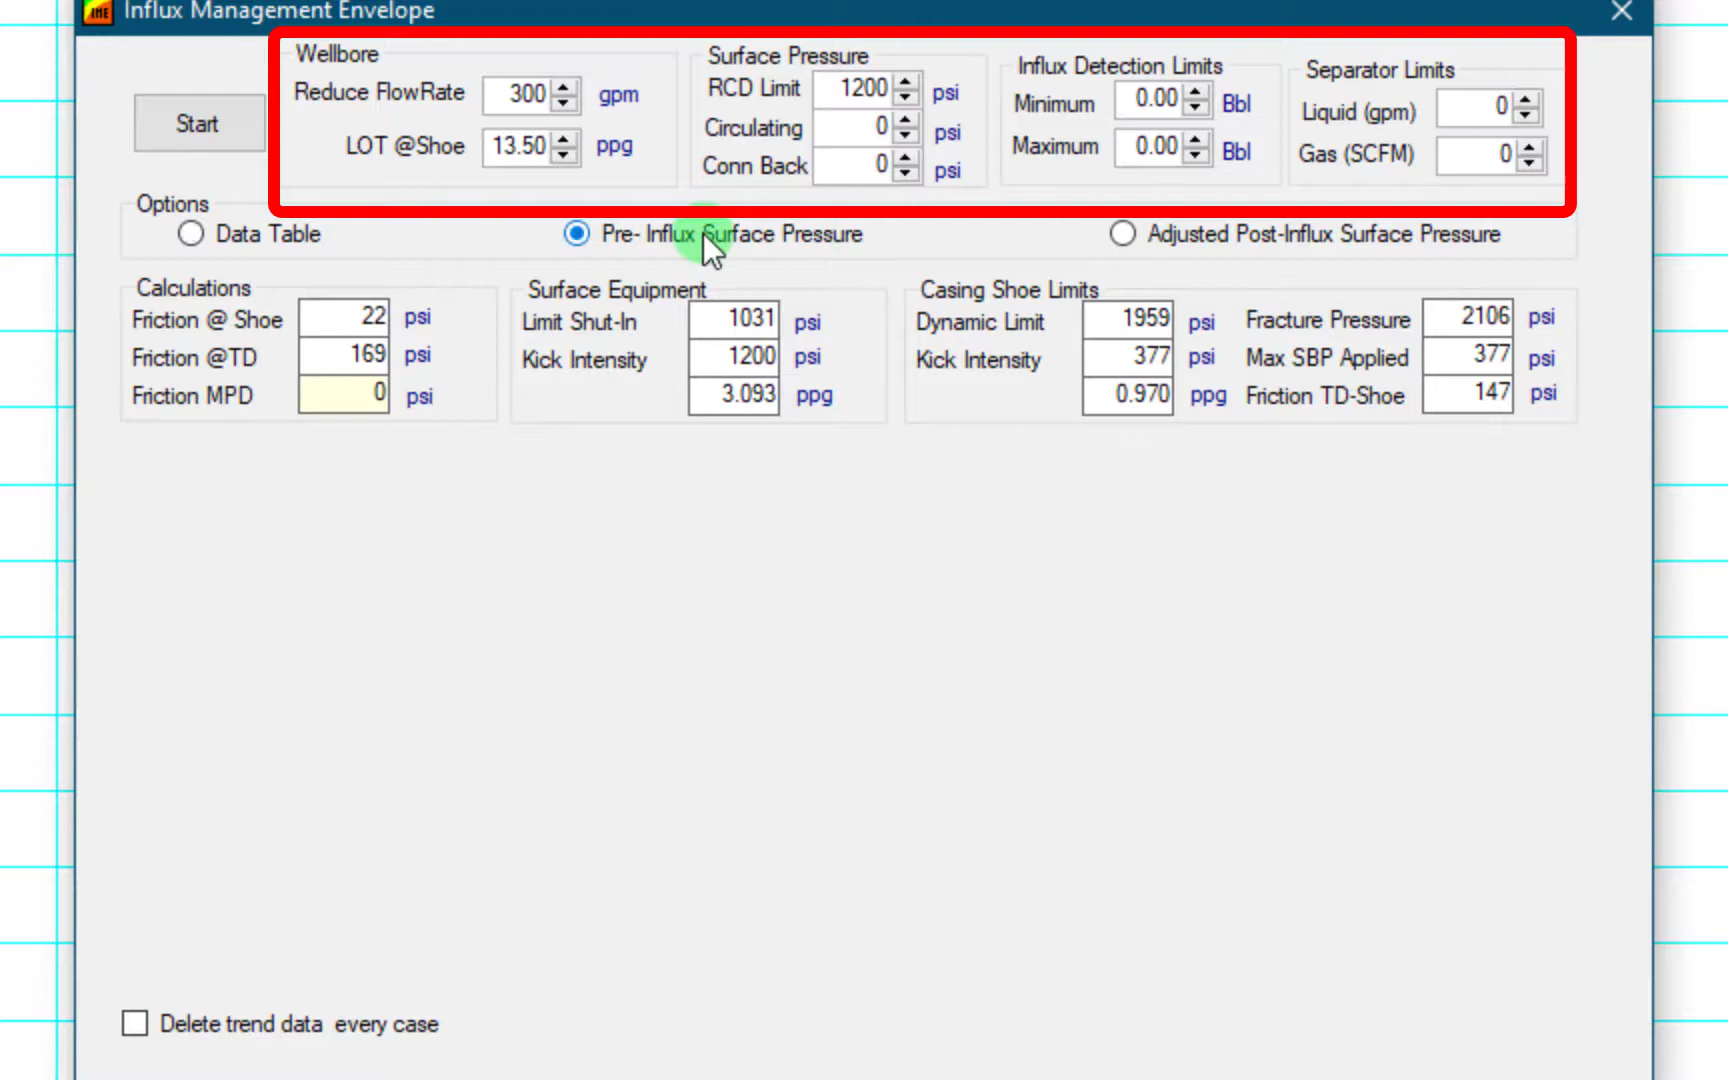 IME Influx Management Envelope
Start
Wellbore
Reduce FlowRate 300 gpm
LOT @Shoe 13.50 ppg
Surface Pressure
RCD Limit 1200 psi
Circulating 0 psi
Conn Back 0 psi
Influx Detection Limits
Minimum 0.00 Bbl
Maximum 0.00 Bbl
Separator Limits
Liquid (gpm) 0
Gas (SCFM) 0
Options
Data Table Pre- Influx Surface Pressure Adjusted Post-Influx Surface Pressure
Calculations
Friction @ Shoe 22 psi
Friction @TD 169 psi
Friction MPD 0 psi
Surface Equipment
Limit Shut-In 1031 psi
Kick Intensity 1200 psi
3.093 ppg
Casing Shoe Limits
Dynamic Limit 1959 psi Fracture Pressure 2106 psi
Kick Intensity 377 psi Max SBP Applied 377 psi
0.970 ppg Friction TD-Shoe 147 psi
Delete trend data every case